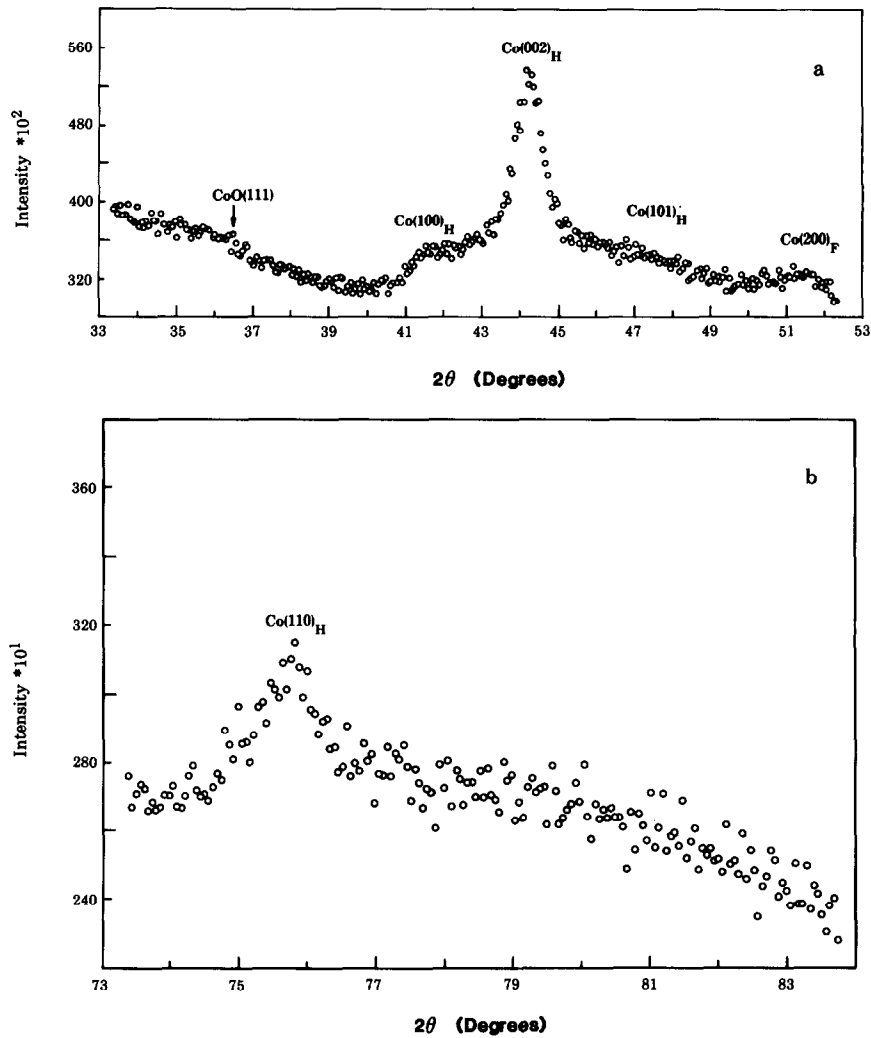 a
Intensity *10²
560
480
400
320
CoO(111)
Co(100)H
Co(002)H
Co(101)H
Co(200)F
33 35 37 39 41 43 45 47 49 51 53
2θ (Degrees)
b
Intensity *10¹
360
320
280
240
Co(110)H
73 75 77 79 81 83
2θ (Degrees)